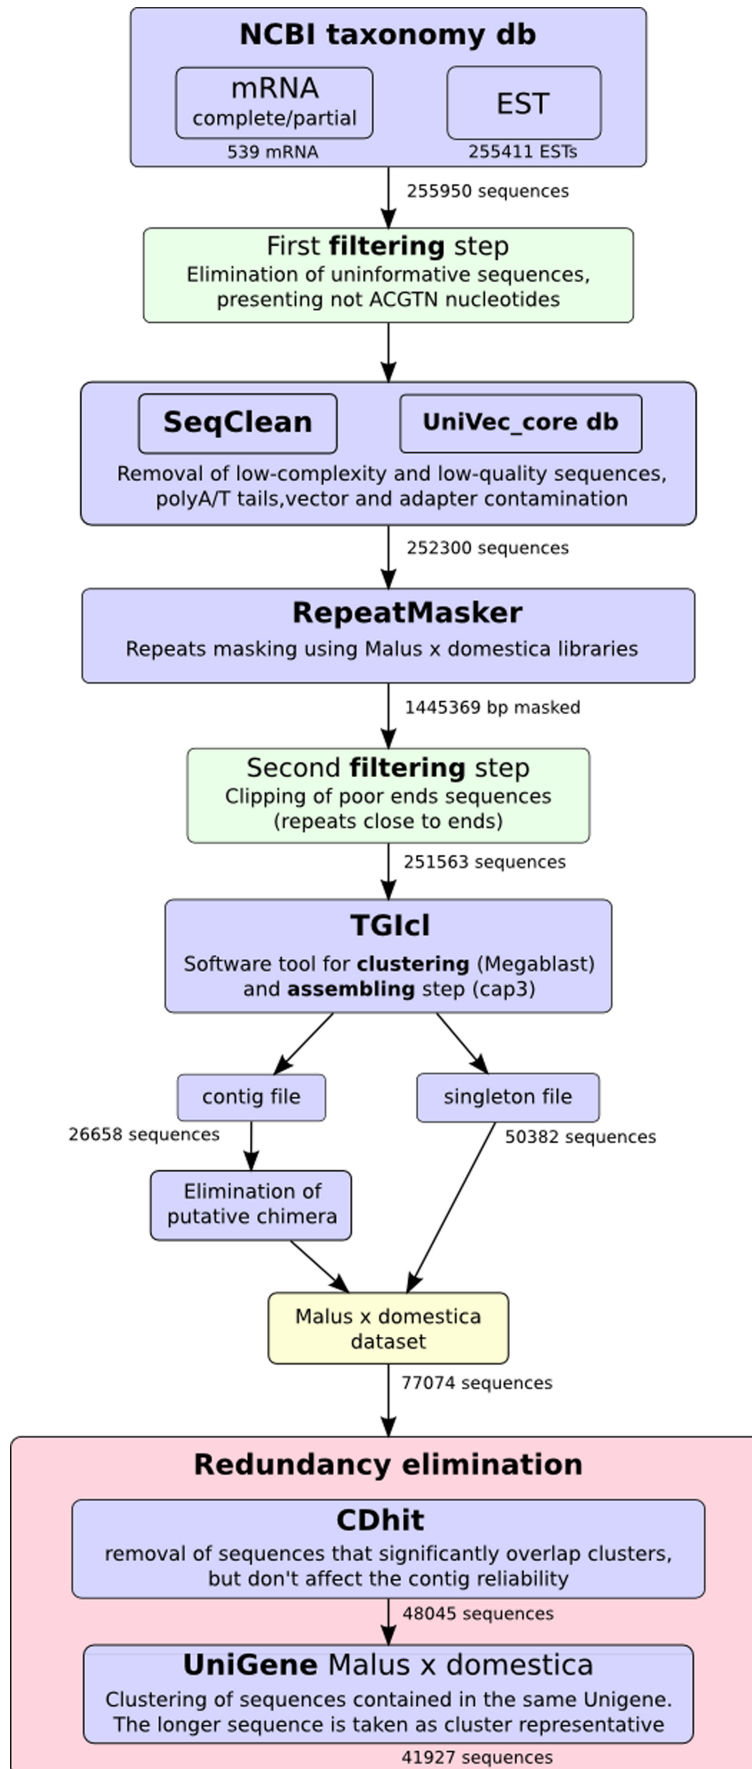 NCBI taxonomy db
mRNA
complete/partial
EST
539 mRNA
255411 ESTs
255950 sequences
First filtering step
Elimination of uninformative sequences,
presenting not ACGTN nucleotides
SeqClean
UniVec_core db
Removal of low-complexity and low-quality sequences,
polyA/T tails,vector and adapter contamination
252300 sequences
RepeatMasker
Repeats masking using Malus x domestica libraries
1445369 bp masked
Second filtering step
Clipping of poor ends sequences
(repeats close to ends)
251563 sequences
TGIcl
Software tool for clustering (Megablast)
and assembling step (cap3)
contig file
singleton file
26658 sequences
50382 sequences
Elimination of
putative chimera
Malus x domestica
dataset
77074 sequences
Redundancy elimination
CDhit
removal of sequences that significantly overlap clusters,
but don't affect the contig reliability
48045 sequences
UniGene Malus x domestica
Clustering of sequences contained in the same Unigene.
The longer sequence is taken as cluster representative
41927 sequences